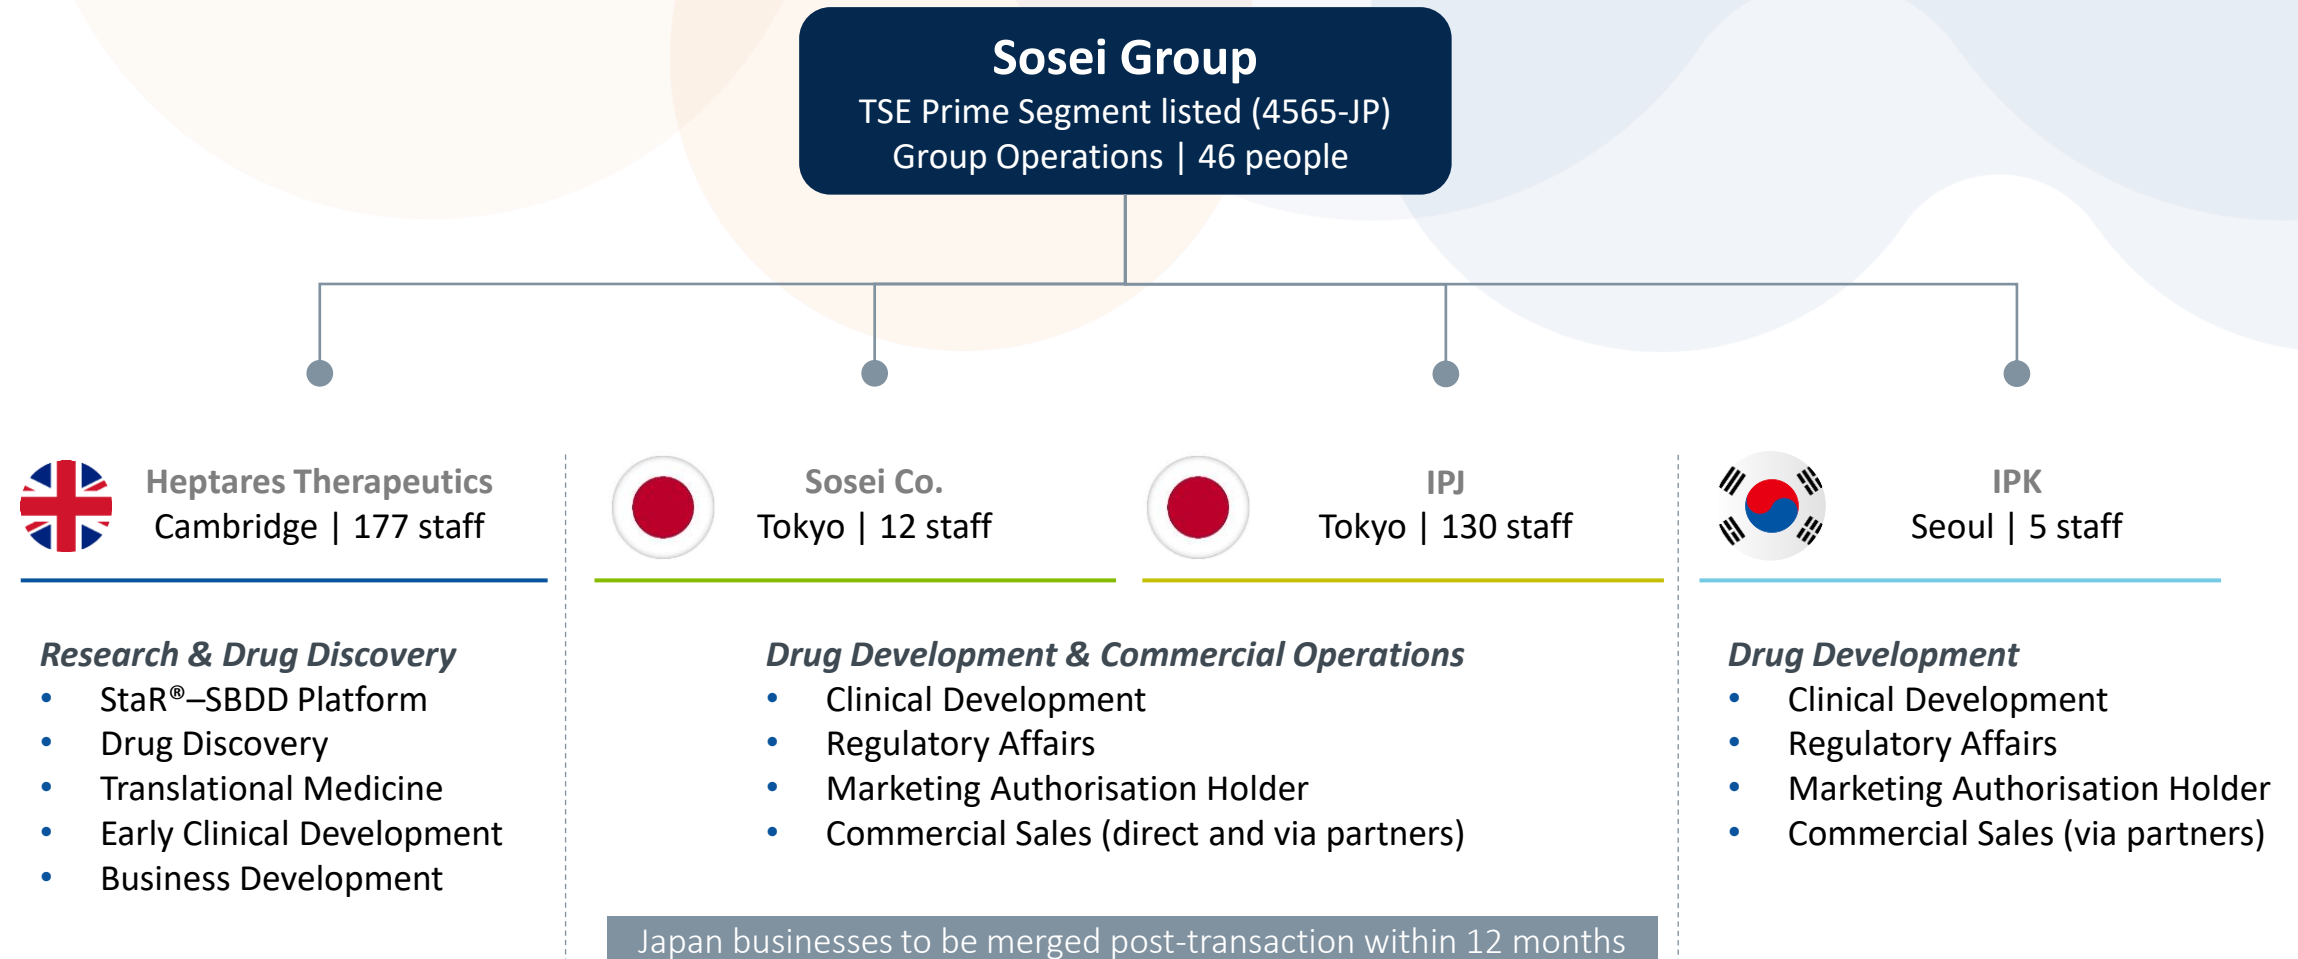 Sosei Group
TSE Prime Segment listed (4565-JP)
Group Operations | 46 people
Heptares Therapeutics
Cambridge | 177 staff
Sosei Co.
Tokyo | 12 staff
IPJ
Tokyo | 130 staff
IPK
Seoul | 5 staff
Research & Drug Discovery
• StaR®–SBDD Platform
• Drug Discovery
• Translational Medicine
• Early Clinical Development
• Business Development
Drug Development & Commercial Operations
• Clinical Development
• Regulatory Affairs
• Marketing Authorisation Holder
• Commercial Sales (direct and via partners)
Japan businesses to be merged post-transaction within 12 months
Drug Development
• Clinical Development
• Regulatory Affairs
• Marketing Authorisation Holder
• Commercial Sales (via partners)